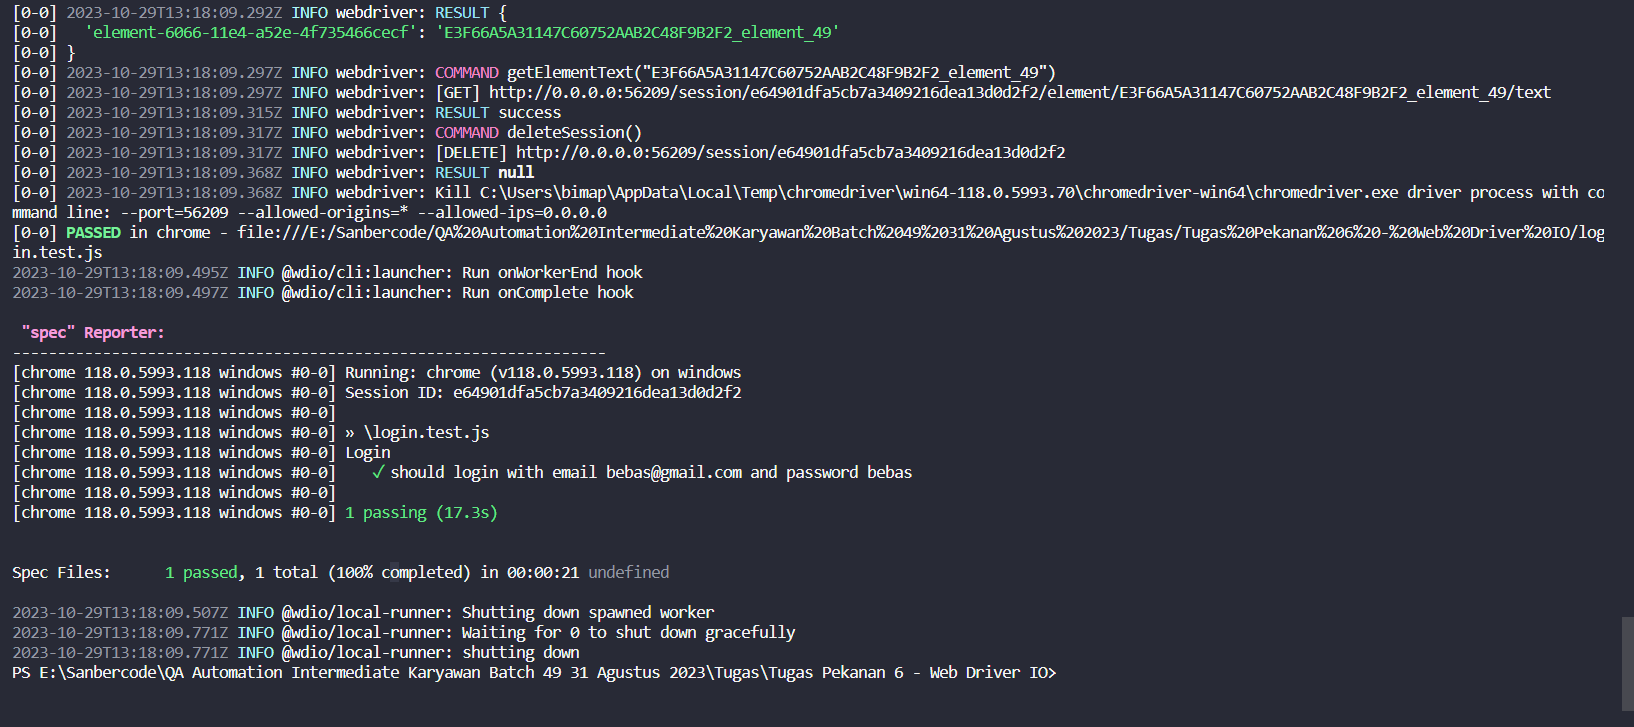 [0-0] 2023-10-29T13:18:09.292Z INFO webdriver: RESULT {
[0-0]   'element-6066-11e4-a52e-4f735466cecf': 'E3F66A5A31147C60752AAB2C48F9B2F2_element_49'
[0-0] }
[0-0] 2023-10-29T13:18:09.297Z INFO webdriver: COMMAND getElementText("E3F66A5A31147C60752AAB2C48F9B2F2_element_49")
[0-0] 2023-10-29T13:18:09.297Z INFO webdriver: [GET] http://0.0.0.0:56209/session/e64901dfa5cb7a3409216dea13d0d2f2/element/E3F66A5A31147C60752AAB2C48F9B2F2_element_49/text
[0-0] 2023-10-29T13:18:09.315Z INFO webdriver: RESULT success
[0-0] 2023-10-29T13:18:09.317Z INFO webdriver: COMMAND deleteSession()
[0-0] 2023-10-29T13:18:09.317Z INFO webdriver: [DELETE] http://0.0.0.0:56209/session/e64901dfa5cb7a3409216dea13d0d2f2
[0-0] 2023-10-29T13:18:09.368Z INFO webdriver: RESULT null
[0-0] 2023-10-29T13:18:09.368Z INFO webdriver: Kill C:\Users\bimap\AppData\Local\Temp\chromedriver\win64-118.0.5993.70\chromedriver-win64\chromedriver.exe driver process with co
mmand line: --port=56209 --allowed-origins=* --allowed-ips=0.0.0.0
[0-0] PASSED in chrome - file:///E:/Sanbercode/QA%20Automation%20Intermediate%20Karyawan%20Batch%2049%2031%20Agustus%202023/Tugas/Tugas%20Pekanan%206%20-%20Web%20Driver%20IO/log
in.test.js
2023-10-29T13:18:09.495Z INFO @wdio/cli:launcher: Run onWorkerEnd hook
2023-10-29T13:18:09.497Z INFO @wdio/cli:launcher: Run onComplete hook
"spec" Reporter:
------------------------------------------------------------------
[chrome 118.0.5993.118 windows #0-0] Running: chrome (v118.0.5993.118) on windows
[chrome 118.0.5993.118 windows #0-0] Session ID: e64901dfa5cb7a3409216dea13d0d2f2
[chrome 118.0.5993.118 windows #0-0]
[chrome 118.0.5993.118 windows #0-0] » \login.test.js
[chrome 118.0.5993.118 windows #0-0] Login
[chrome 118.0.5993.118 windows #0-0]    ✓ should login with email bebas@gmail.com and password bebas
[chrome 118.0.5993.118 windows #0-0]
[chrome 118.0.5993.118 windows #0-0] 1 passing (17.3s)
Spec Files:      1 passed, 1 total (100% completed) in 00:00:21 undefined
2023-10-29T13:18:09.507Z INFO @wdio/local-runner: Shutting down spawned worker
2023-10-29T13:18:09.771Z INFO @wdio/local-runner: Waiting for 0 to shut down gracefully
2023-10-29T13:18:09.771Z INFO @wdio/local-runner: shutting down
PS E:\Sanbercode\QA Automation Intermediate Karyawan Batch 49 31 Agustus 2023\Tugas\Tugas Pekanan 6 - Web Driver IO>